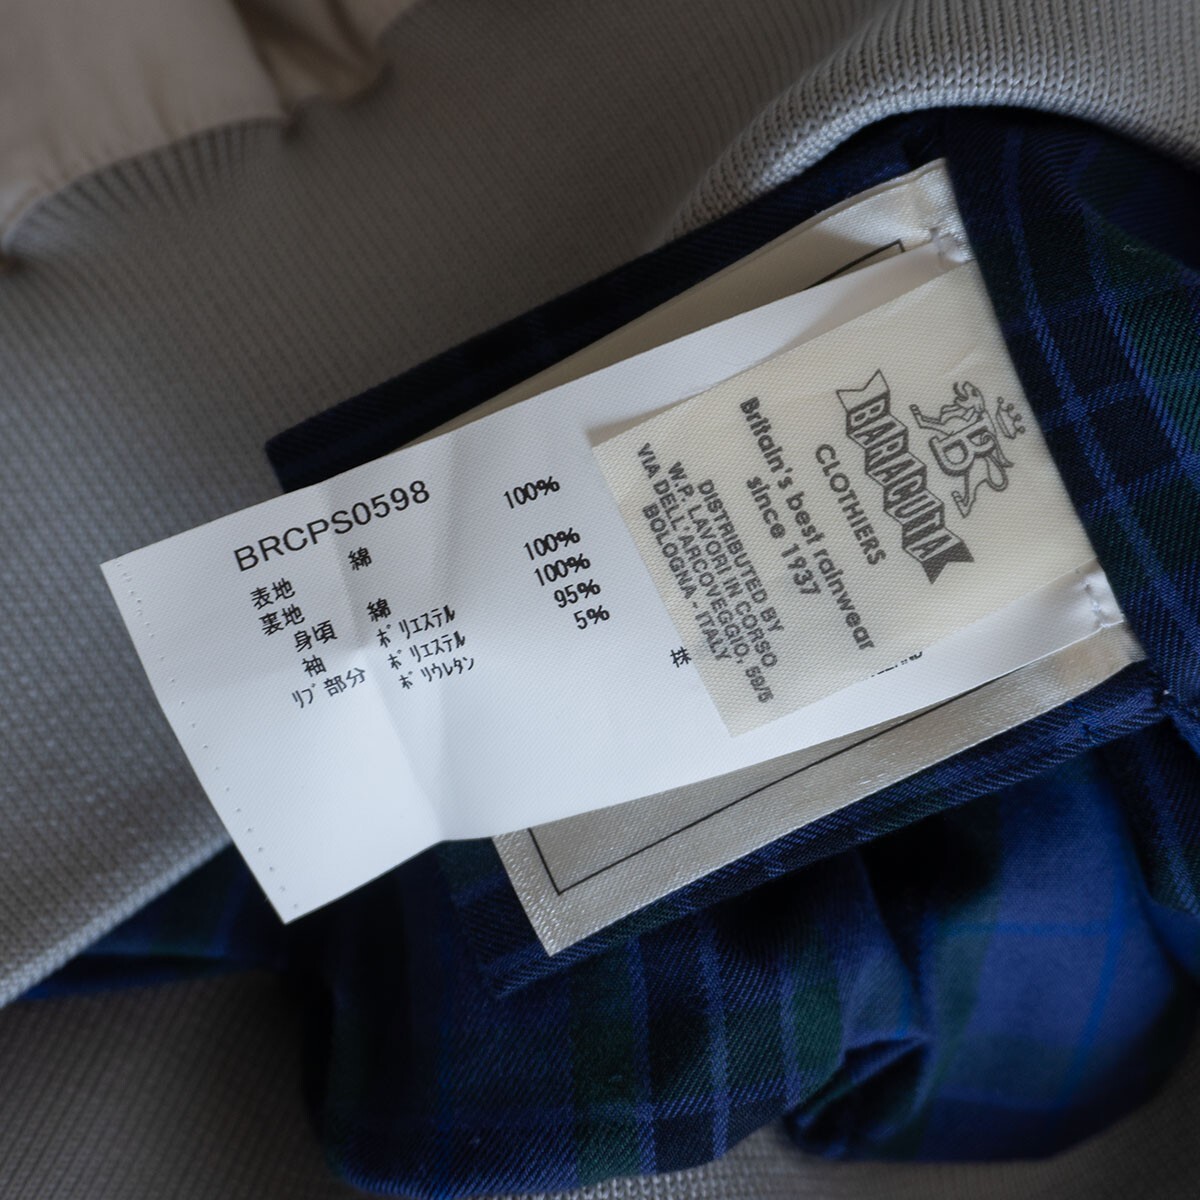 BRCPS0598
表地 綿 100%
裏地
身頃 綿 100%
袖 ポリエステル 100%
リブ部分 ポリエステル 95%
ポリウレタン 5%
株
B
BARACUTA
CLOTHIERS
Britain's best rainwear
since 1937
DISTRIBUTED BY
W.P. LAVORI IN CORSO
VIA DELL'ARCOVEGGIO, 59/5
BOLOGNA - ITALY